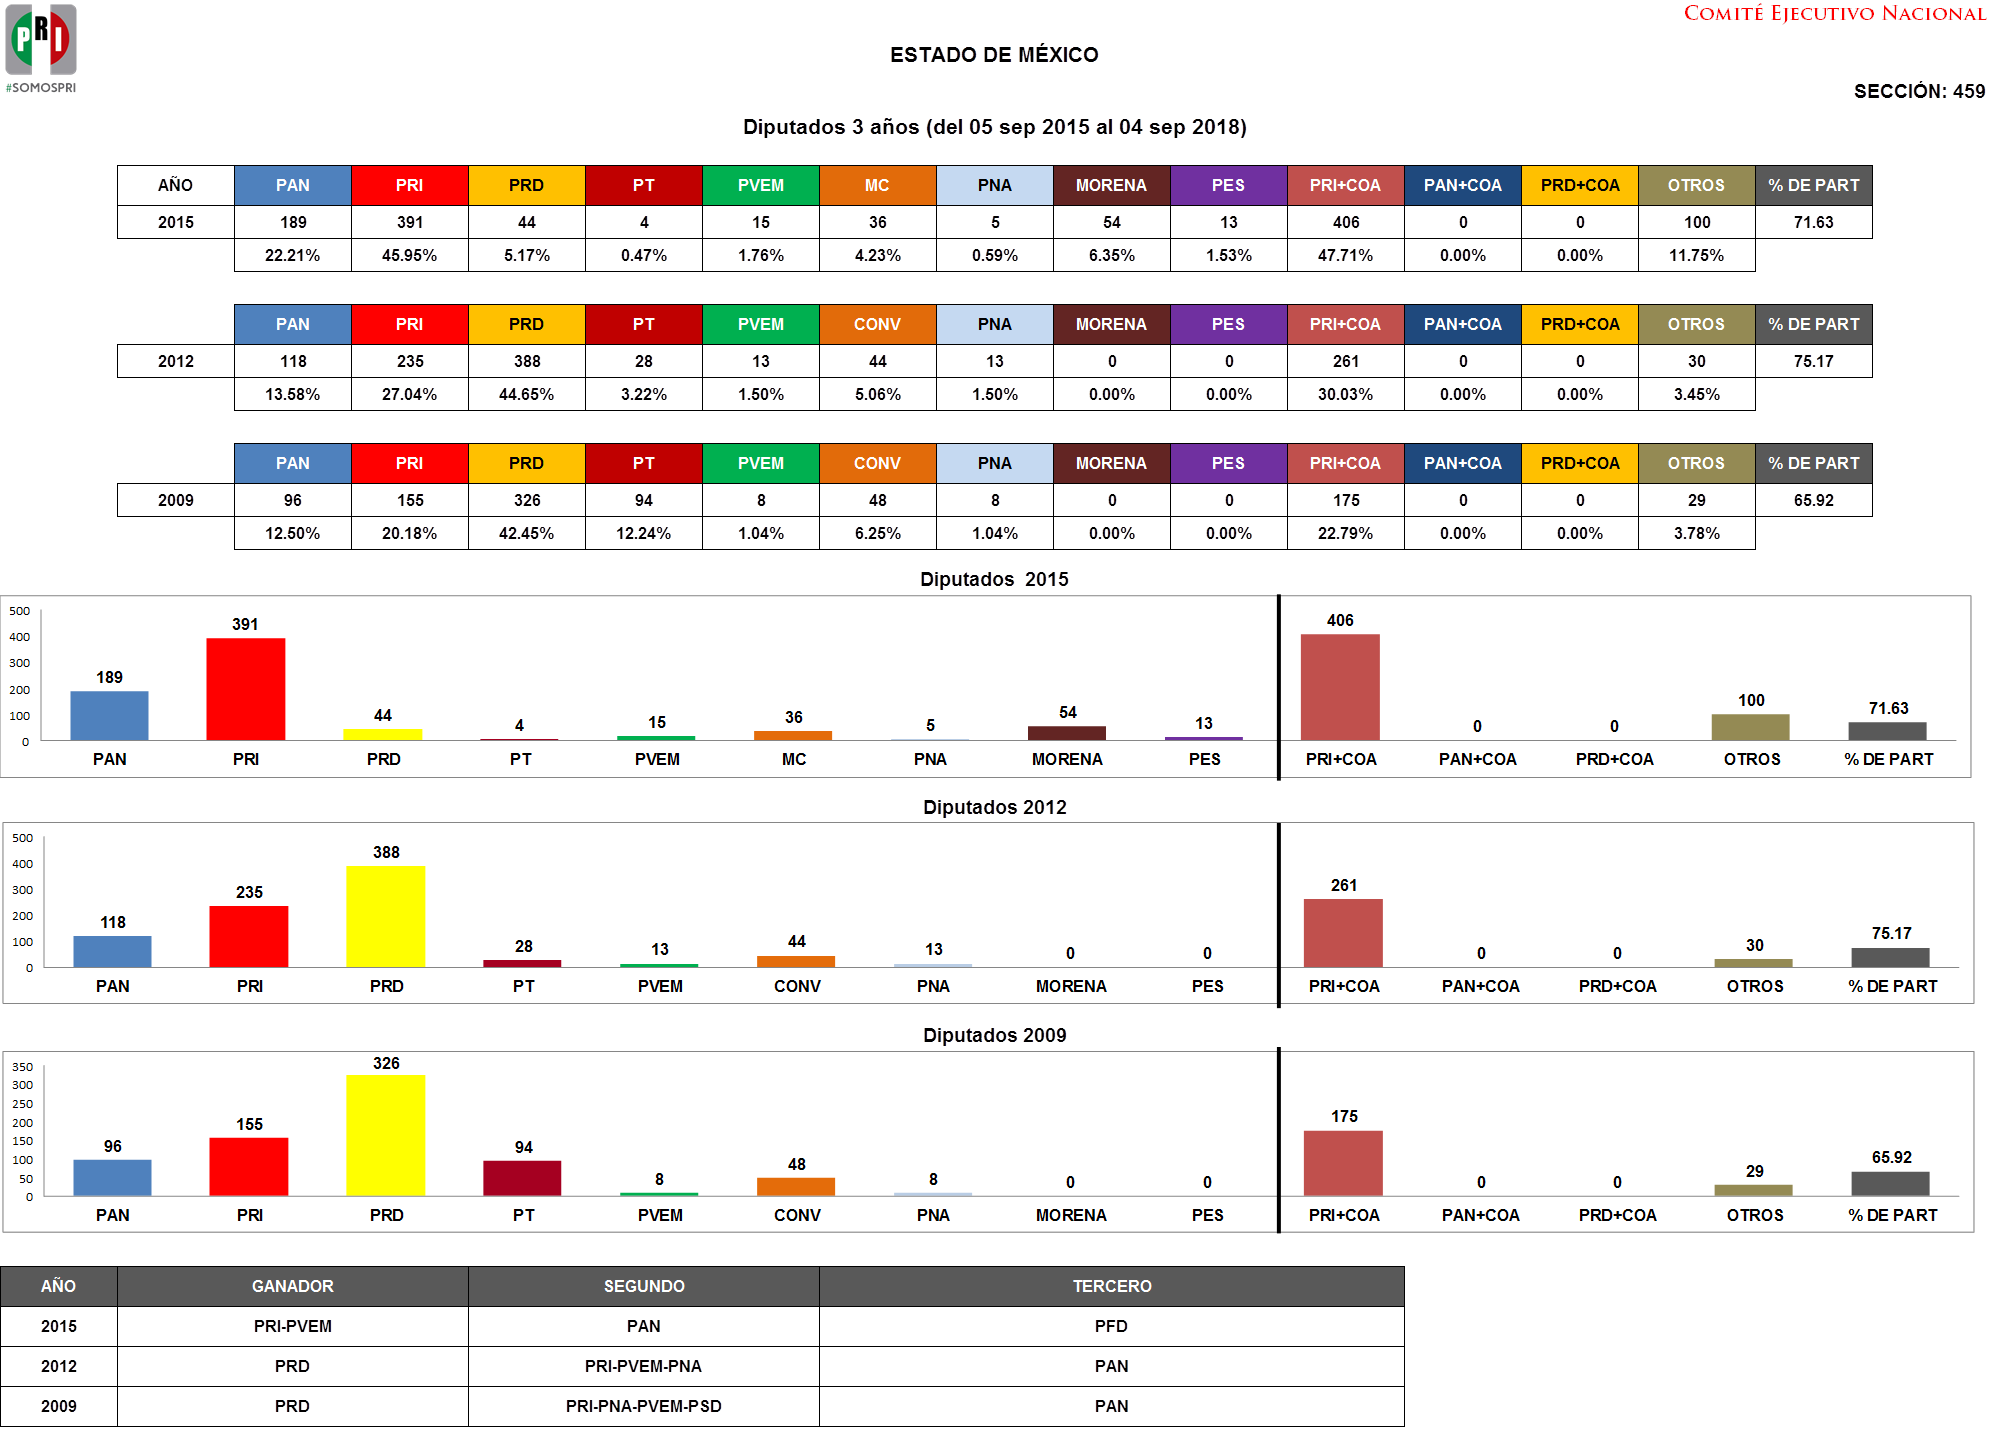 PRI
#SOMOSPRI
COMITÉ EJECUTIVO NACIONAL
ESTADO DE MÉXICO
SECCIÓN: 459
Diputados 3 años (del 05 sep 2015 al 04 sep 2018)
AÑO PAN PRI PRD PT PVEM MC PNA MORENA PES PRI+COA PAN+COA PRD+COA OTROS % DE PART
2015 189 391 44 4 15 36 5 54 13 406 0 0 100 71.63
22.21% 45.95% 5.17% 0.47% 1.76% 4.23% 0.59% 6.35% 1.53% 47.71% 0.00% 0.00% 11.75%
PAN PRI PRD PT PVEM CONV PNA MORENA PES PRI+COA PAN+COA PRD+COA OTROS % DE PART
2012 118 235 388 28 13 44 13 0 0 261 0 0 30 75.17
13.58% 27.04% 44.65% 3.22% 1.50% 5.06% 1.50% 0.00% 0.00% 30.03% 0.00% 0.00% 3.45%
PAN PRI PRD PT PVEM CONV PNA MORENA PES PRI+COA PAN+COA PRD+COA OTROS % DE PART
2009 96 155 326 94 8 48 8 0 0 175 0 0 29 65.92
12.50% 20.18% 42.45% 12.24% 1.04% 6.25% 1.04% 0.00% 0.00% 22.79% 0.00% 0.00% 3.78%
Diputados 2015
500
400
300
200
100
0
189 391 44 4 15 36 5 54 13 406 0 0 100 71.63
PAN PRI PRD PT PVEM MC PNA MORENA PES PRI+COA PAN+COA PRD+COA OTROS % DE PART
Diputados 2012
500
400
300
200
100
0
118 235 388 28 13 44 13 0 0 261 0 0 30 75.17
PAN PRI PRD PT PVEM CONV PNA MORENA PES PRI+COA PAN+COA PRD+COA OTROS % DE PART
Diputados 2009
350
300
250
200
150
100
50
0
96 155 326 94 8 48 8 0 0 175 0 0 29 65.92
PAN PRI PRD PT PVEM CONV PNA MORENA PES PRI+COA PAN+COA PRD+COA OTROS % DE PART
AÑO GANADOR SEGUNDO TERCERO
2015 PRI-PVEM PAN PFD
2012 PRD PRI-PVEM-PNA PAN
2009 PRD PRI-PNA-PVEM-PSD PAN